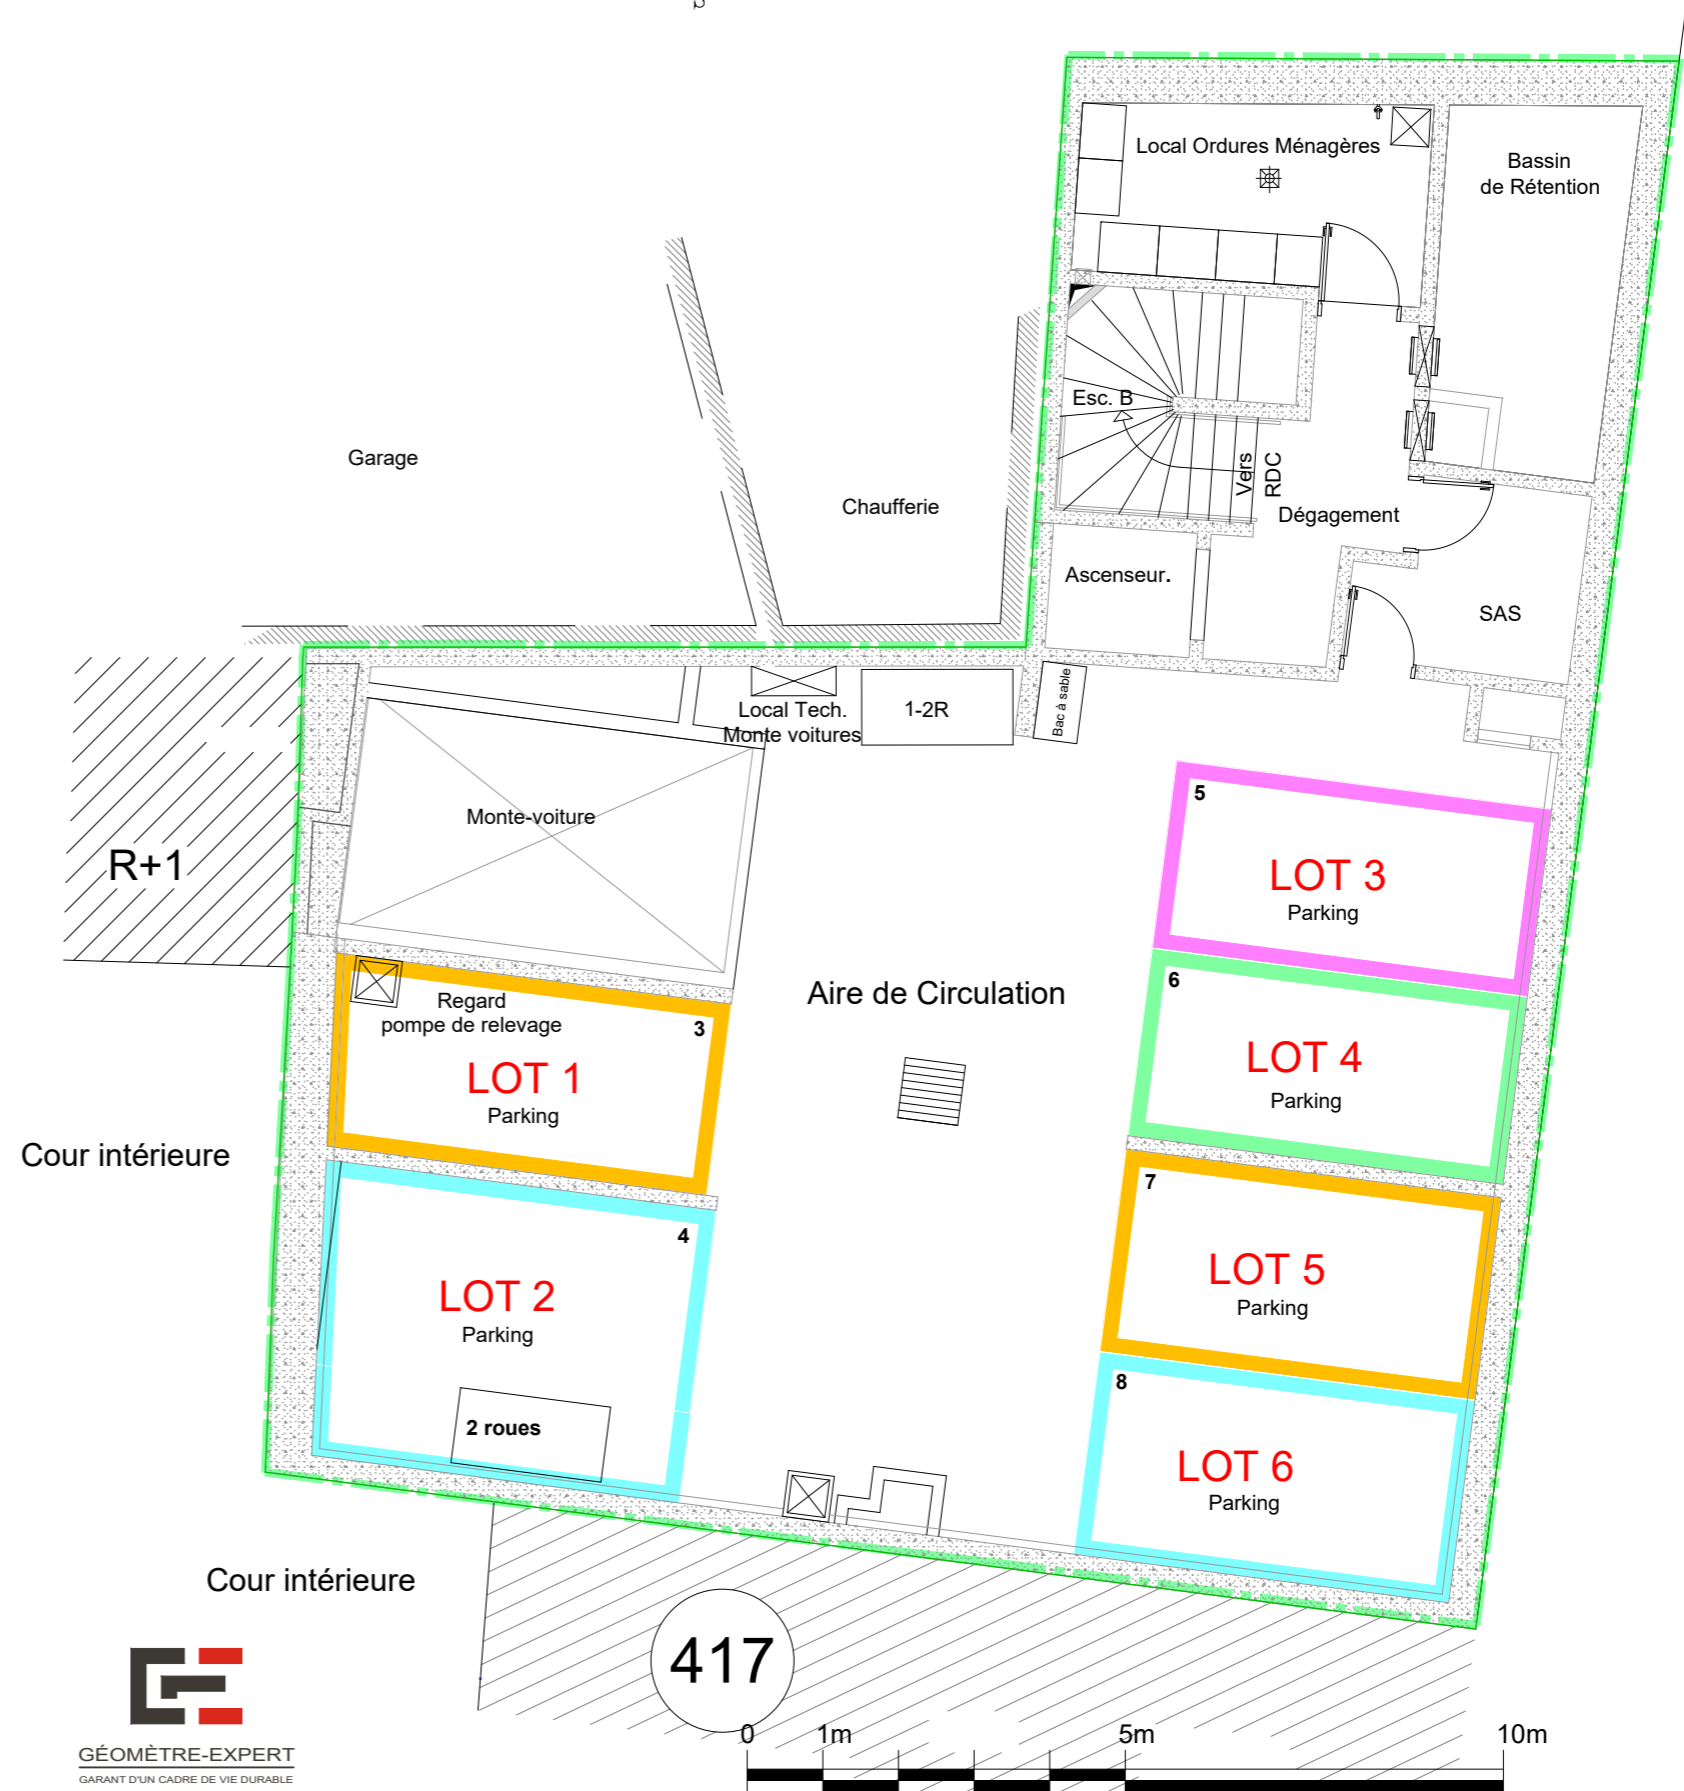 Local Ordures Ménagères
Bassin
de Rétention
Esc. B
Vers
RDC
Garage
Chaufferie
Dégagement
Ascenseur.
SAS
Bac à sable
Local Tech.
Monte voitures
1-2R
Monte-voiture
R+1
5
LOT 3
Parking
Regard
pompe de relevage
3
LOT 1
Parking
Aire de Circulation
6
LOT 4
Parking
Cour intérieure
4
LOT 2
Parking
2 roues
7
LOT 5
Parking
8
LOT 6
Parking
Cour intérieure
417
GÉOMÈTRE-EXPERT
GARANT D'UN CADRE DE VIE DURABLE
0 1m 5m 10m